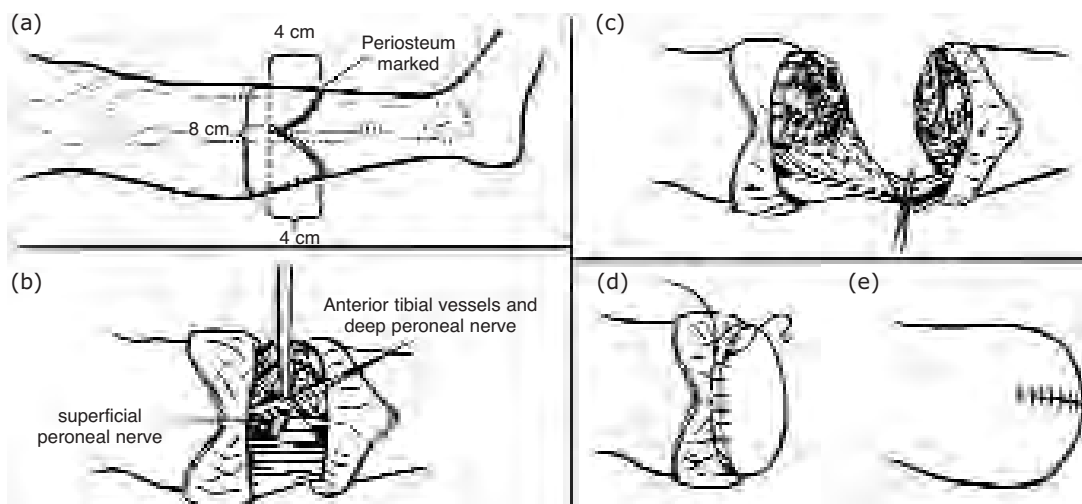 (a)
4 cm
Periosteum
marked
8 cm
4 cm
(b)
Anterior tibial vessels and
deep peroneal nerve
superficial
peroneal nerve
(c)
(d)
(e)